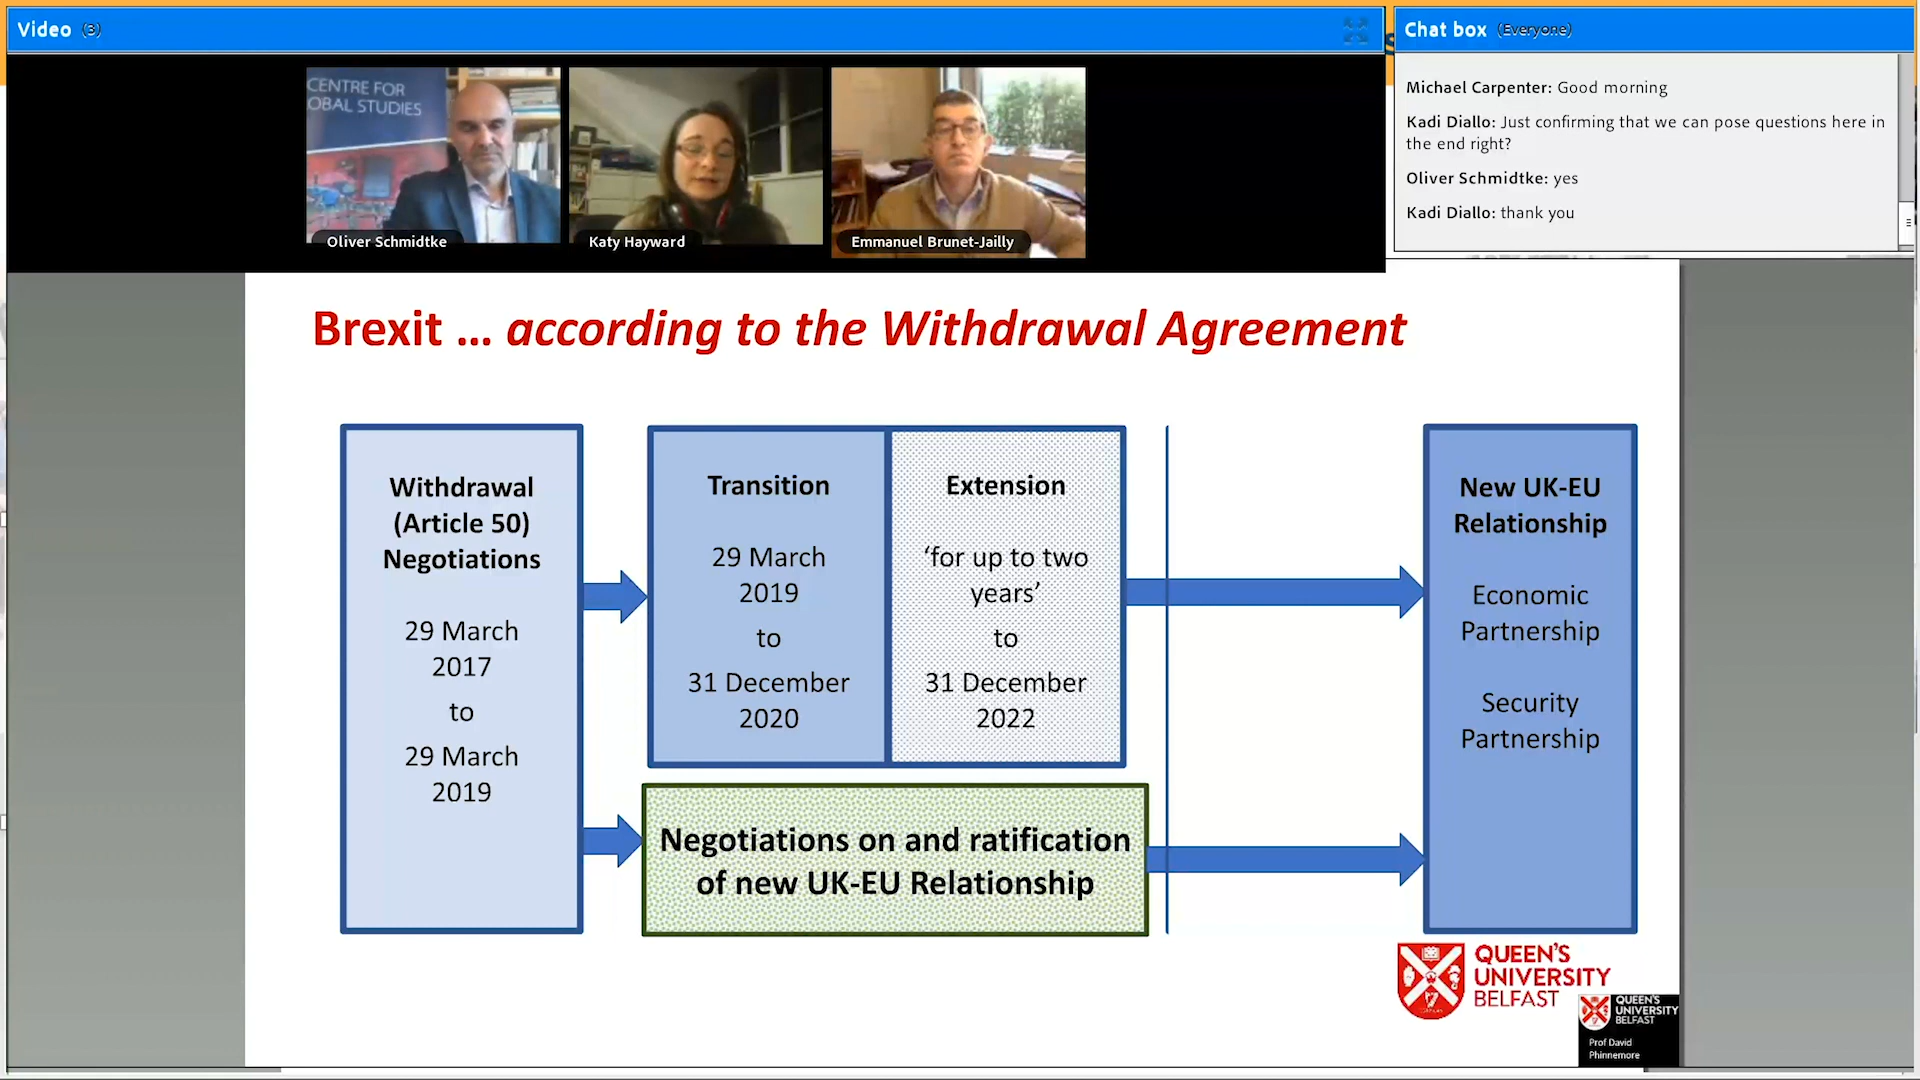 Video (3)
Chat box (Everyone)
Michael Carpenter: Good morning
Kadi Diallo: Just confirming that we can pose questions here in
the end right?
Oliver Schmidtke: yes
Kadi Diallo: thank you
CENTRE FOR
OBAL STUDIES
Oliver Schmidtke
Katy Hayward
Emmanuel Brunet-Jailly
Brexit ... according to the Withdrawal Agreement
Withdrawal
(Article 50)
Negotiations
29 March
2017
to
29 March
2019
Transition
29 March
2019
to
31 December
2020
Extension
‘for up to two
years’
to
31 December
2022
Negotiations on and ratification
of new UK-EU Relationship
New UK-EU
Relationship
Economic
Partnership
Security
Partnership
QUEEN'S
UNIVERSITY
BELFAST
QUEEN'S
UNIVERSITY
BELFAST
Prof David
Phinnemore